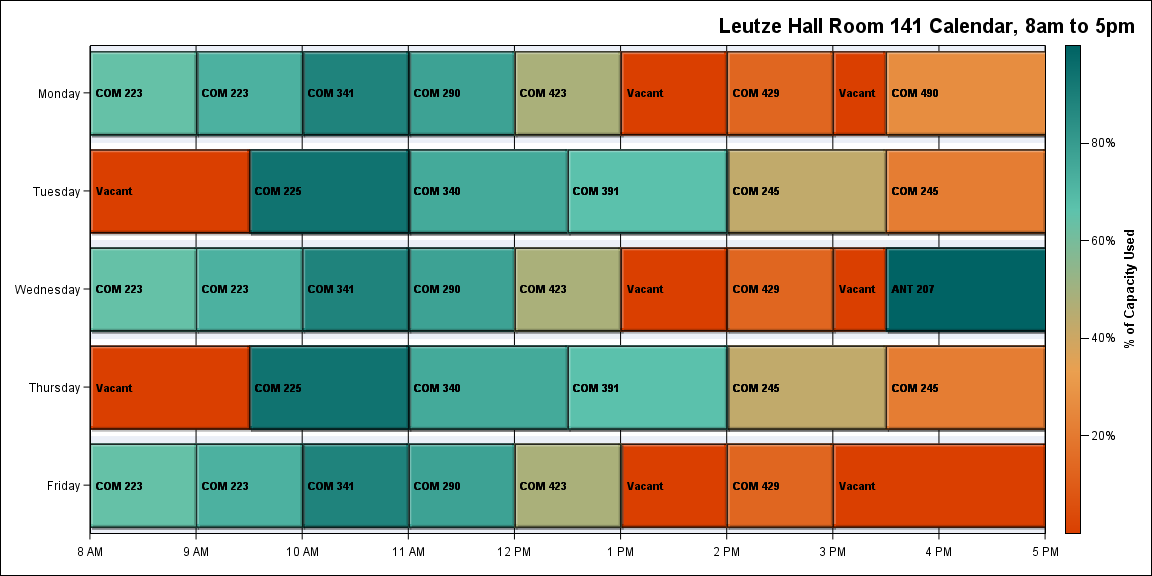 Leutze Hall Room 141 Calendar, 8am to 5pm
Monday
COM 223
COM 223
COM 341
COM 290
COM 423
Vacant
COM 429
Vacant
COM 490
Tuesday
Vacant
COM 225
COM 340
COM 391
COM 245
COM 245
Wednesday
COM 223
COM 223
COM 341
COM 290
COM 423
Vacant
COM 429
Vacant
ANT 207
Thursday
Vacant
COM 225
COM 340
COM 391
COM 245
COM 245
Friday
COM 223
COM 223
COM 341
COM 290
COM 423
Vacant
COM 429
Vacant
8 AM
9 AM
10 AM
11 AM
12 PM
1 PM
2 PM
3 PM
4 PM
5 PM
80%
60%
40%
20%
% of Capacity Used